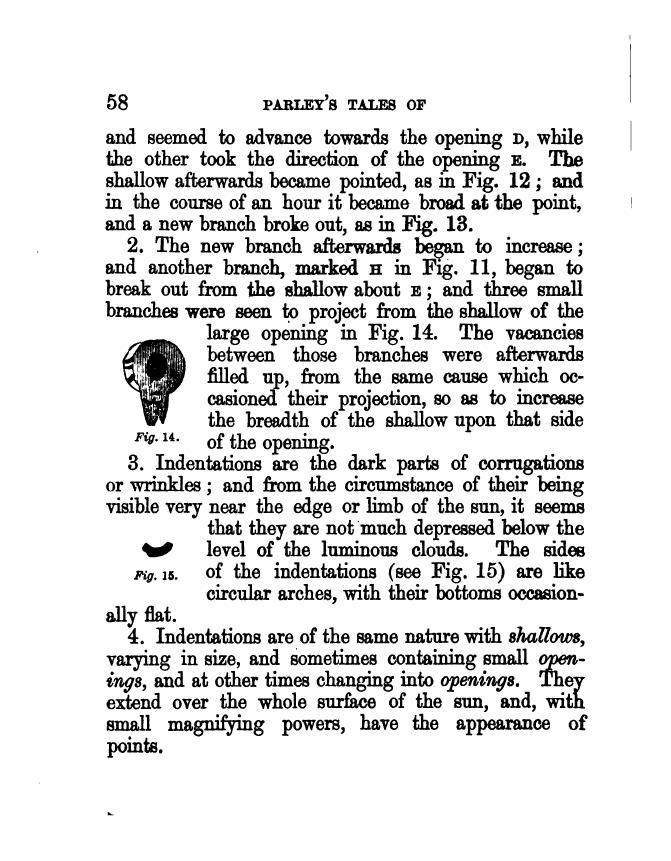 58 PARLEY'S TALES OF
and seemed to advance towards the opening D, while
the other took the direction of the opening E. The
shallow afterwards became pointed, as in Fig. 12; and
in the course of an hour it became broad at the point,
and a new branch broke out, as in Fig. 13.
2. The new branch afterwards began to increase;
and another branch, marked H in Fig. 11, began to
break out from the shallow about E; and three small
branches were seen to project from the shallow of the
large opening in Fig. 14. The vacancies
between those branches were afterwards
filled up, from the same cause which oc-
casioned their projection, so as to increase
the breadth of the shallow upon that side
of the opening.
Fig. 14.
3. Indentations are the dark parts of corrugations
or wrinkles; and from the circumstance of their being
visible very near the edge or limb of the sun, it seems
that they are not much depressed below the
level of the luminous clouds. The sides
of the indentations (see Fig. 15) are like
circular arches, with their bottoms occasion-
Fig. 15.
ally flat.
4. Indentations are of the same nature with shallows,
varying in size, and sometimes containing small open-
ings, and at other times changing into openings. They
extend over the whole surface of the sun, and, with
small magnifying powers, have the appearance of
points.